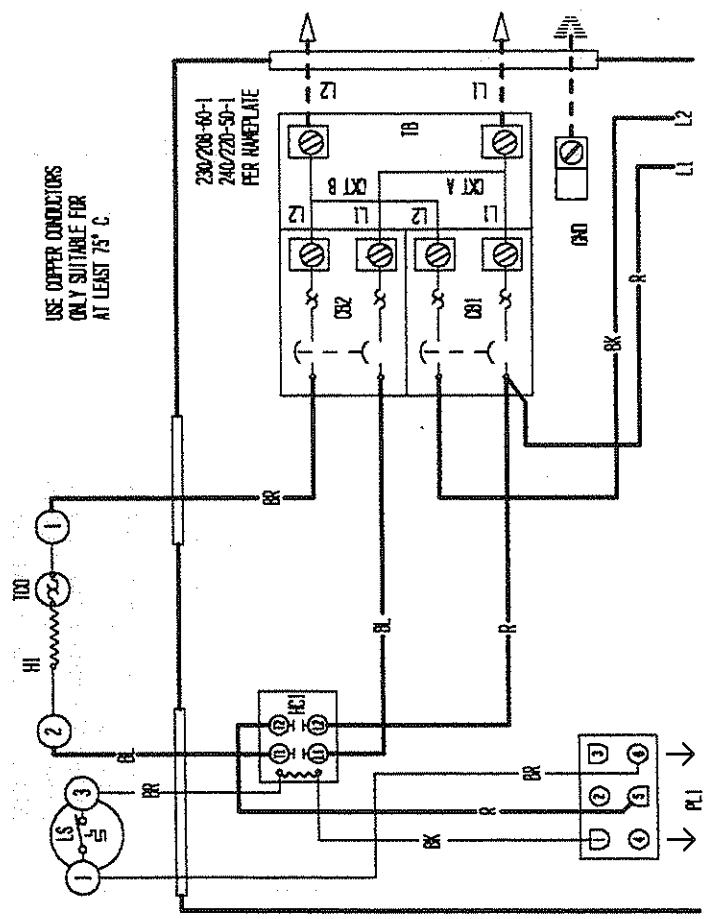 USE COPPER CONDUCTORS
ONLY SUITABLE FOR
AT LEAST 75° C.
230/208-60-1
240/220-50-1
PER NAMEPLATE
L2
L1
TB
CKT B
CKT A
L2
L1
L2
L1
CB2
CB1
GND
L2
L1
BK
R
BR
BL
R
1
TCO
H1
2
BL
HC1
T2
L2
T1
L1
3
LS
1
BR
BR
R
BK
3
2
1
6
5
4
PL1